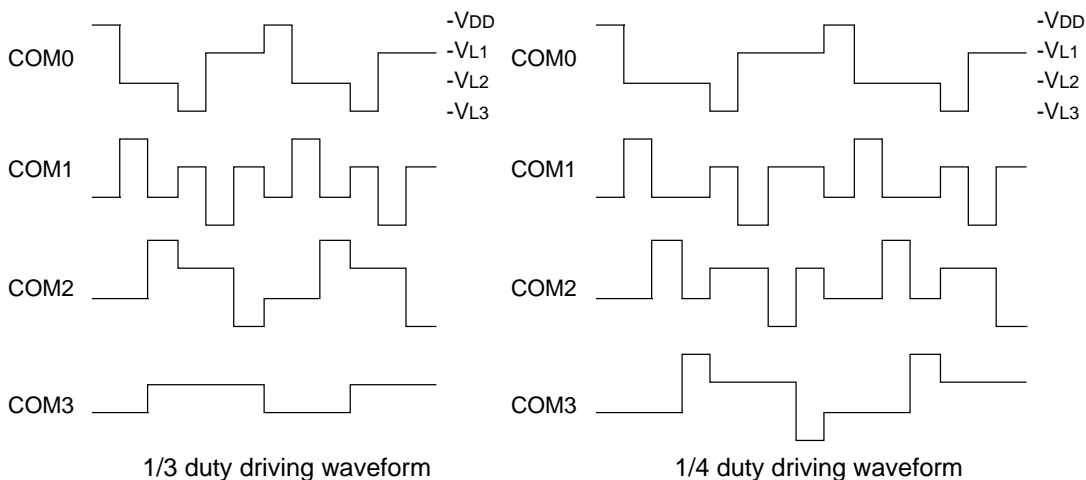 COM0
-VDD
-VL1
-VL2
-VL3
COM1
COM2
COM3
1/3 duty driving waveform
COM0
-VDD
-VL1
-VL2
-VL3
COM1
COM2
COM3
1/4 duty driving waveform